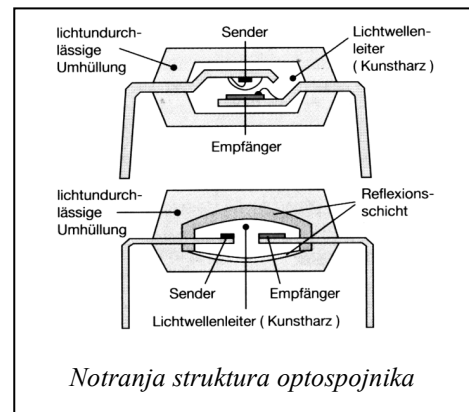 lichtundurch-
lässige
Umhüllung
Sender
Lichtwellen-
leiter
( Kunstharz )
Empfänger
lichtundurch-
lässige
Umhüllung
Reflexions-
schicht
Sender
Empfänger
Lichtwellenleiter ( Kunstharz )
Notranja struktura optospojnika